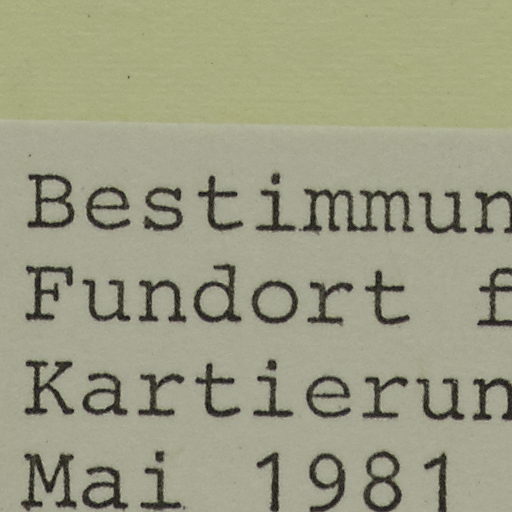 Bestimmun
Fundort f
Kartierun
Mai 1981